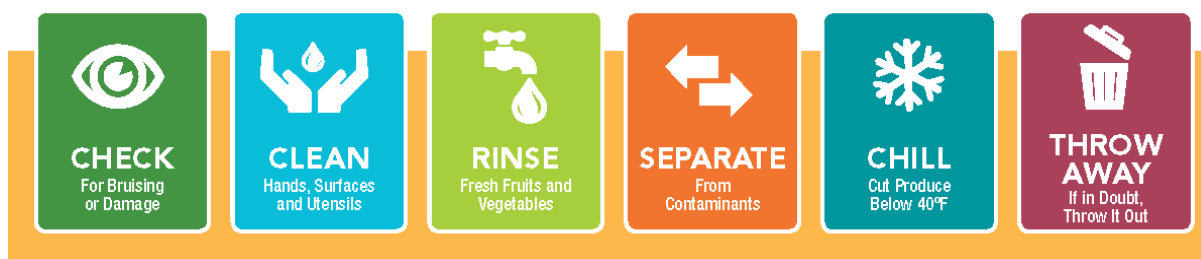 CHECK
For Bruising
or Damage
CLEAN
Hands, Surfaces
and Utensils
RINSE
Fresh Fruits and
Vegetables
SEPARATE
From
Contaminants
CHILL
Cut Produce
Below 40ºF
THROW
AWAY
If in Doubt,
Throw It Out